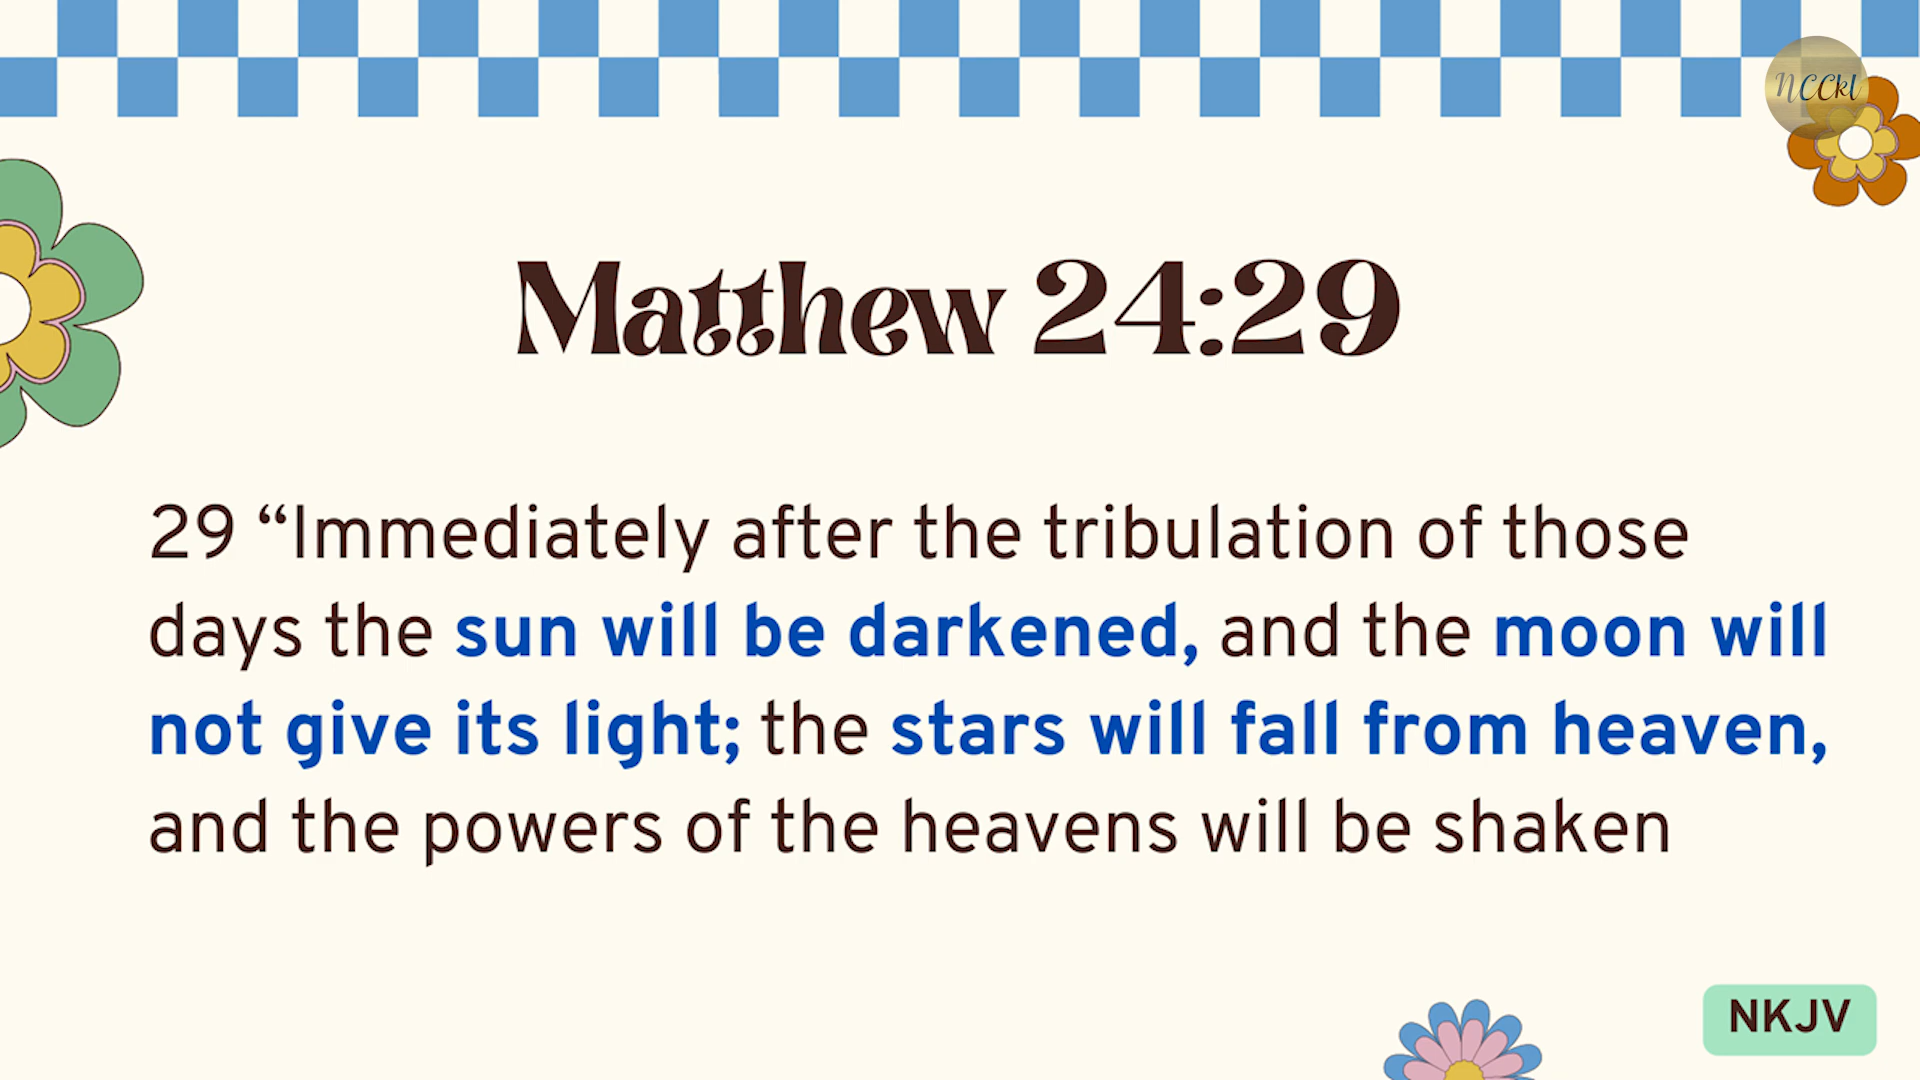 NCCkl
Matthew 24:29
29 “Immediately after the tribulation of those
days the sun will be darkened, and the moon will
not give its light; the stars will fall from heaven,
and the powers of the heavens will be shaken
NKJV